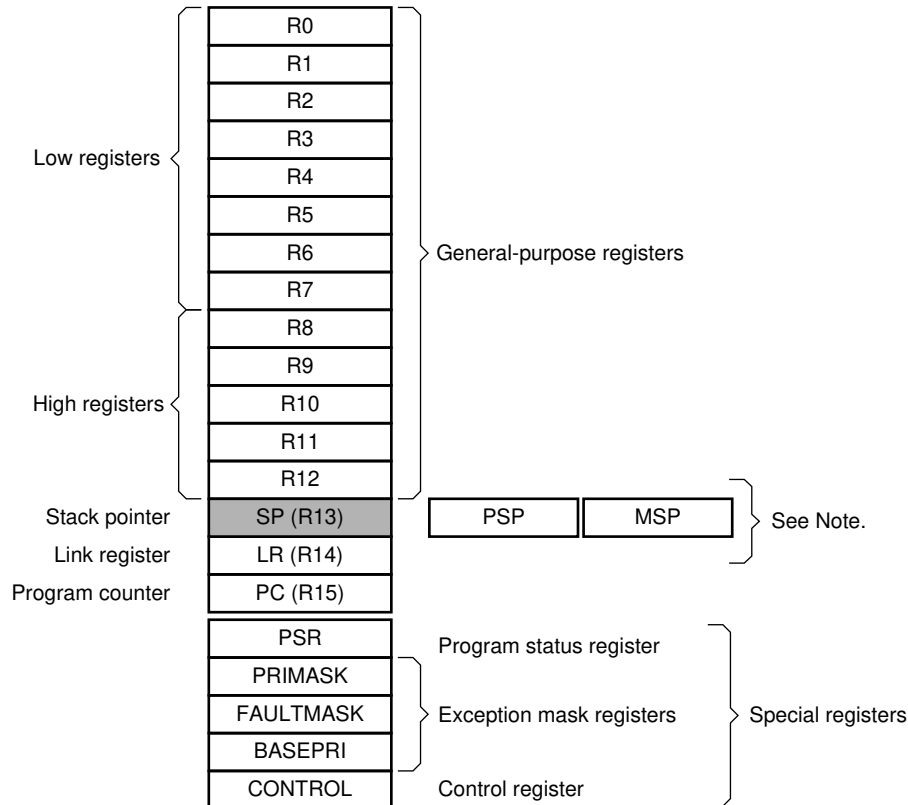 R0
R1
R2
R3
Low registers
R4
R5
R6
General-purpose registers
R7
R8
R9
High registers
R10
R11
R12
Stack pointer
SP (R13)
PSP
MSP
See Note.
Link register
LR (R14)
Program counter
PC (R15)
PSR
Program status register
PRIMASK
FAULTMASK
Exception mask registers
Special registers
BASEPRI
CONTROL
Control register